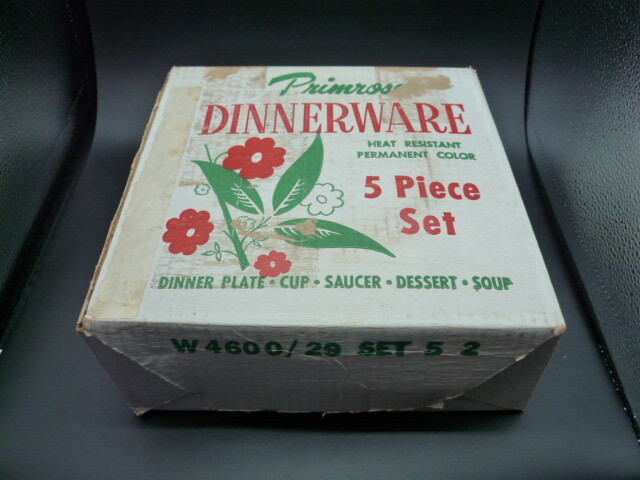 Primrose
DINNERWARE
HEAT RESISTANT
PERMANENT COLOR
5 Piece
Set
DINNER PLATE • CUP • SAUCER • DESSERT • SOUP
W4600/29 SET 5 2